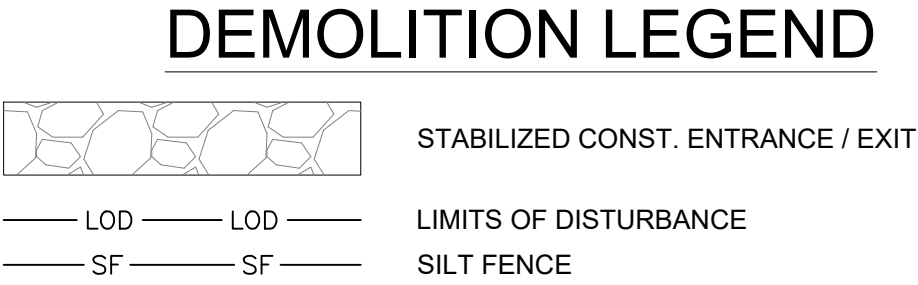 DEMOLITION LEGEND
STABILIZED CONST. ENTRANCE / EXIT
LOD LOD LIMITS OF DISTURBANCE
SF SF SILT FENCE